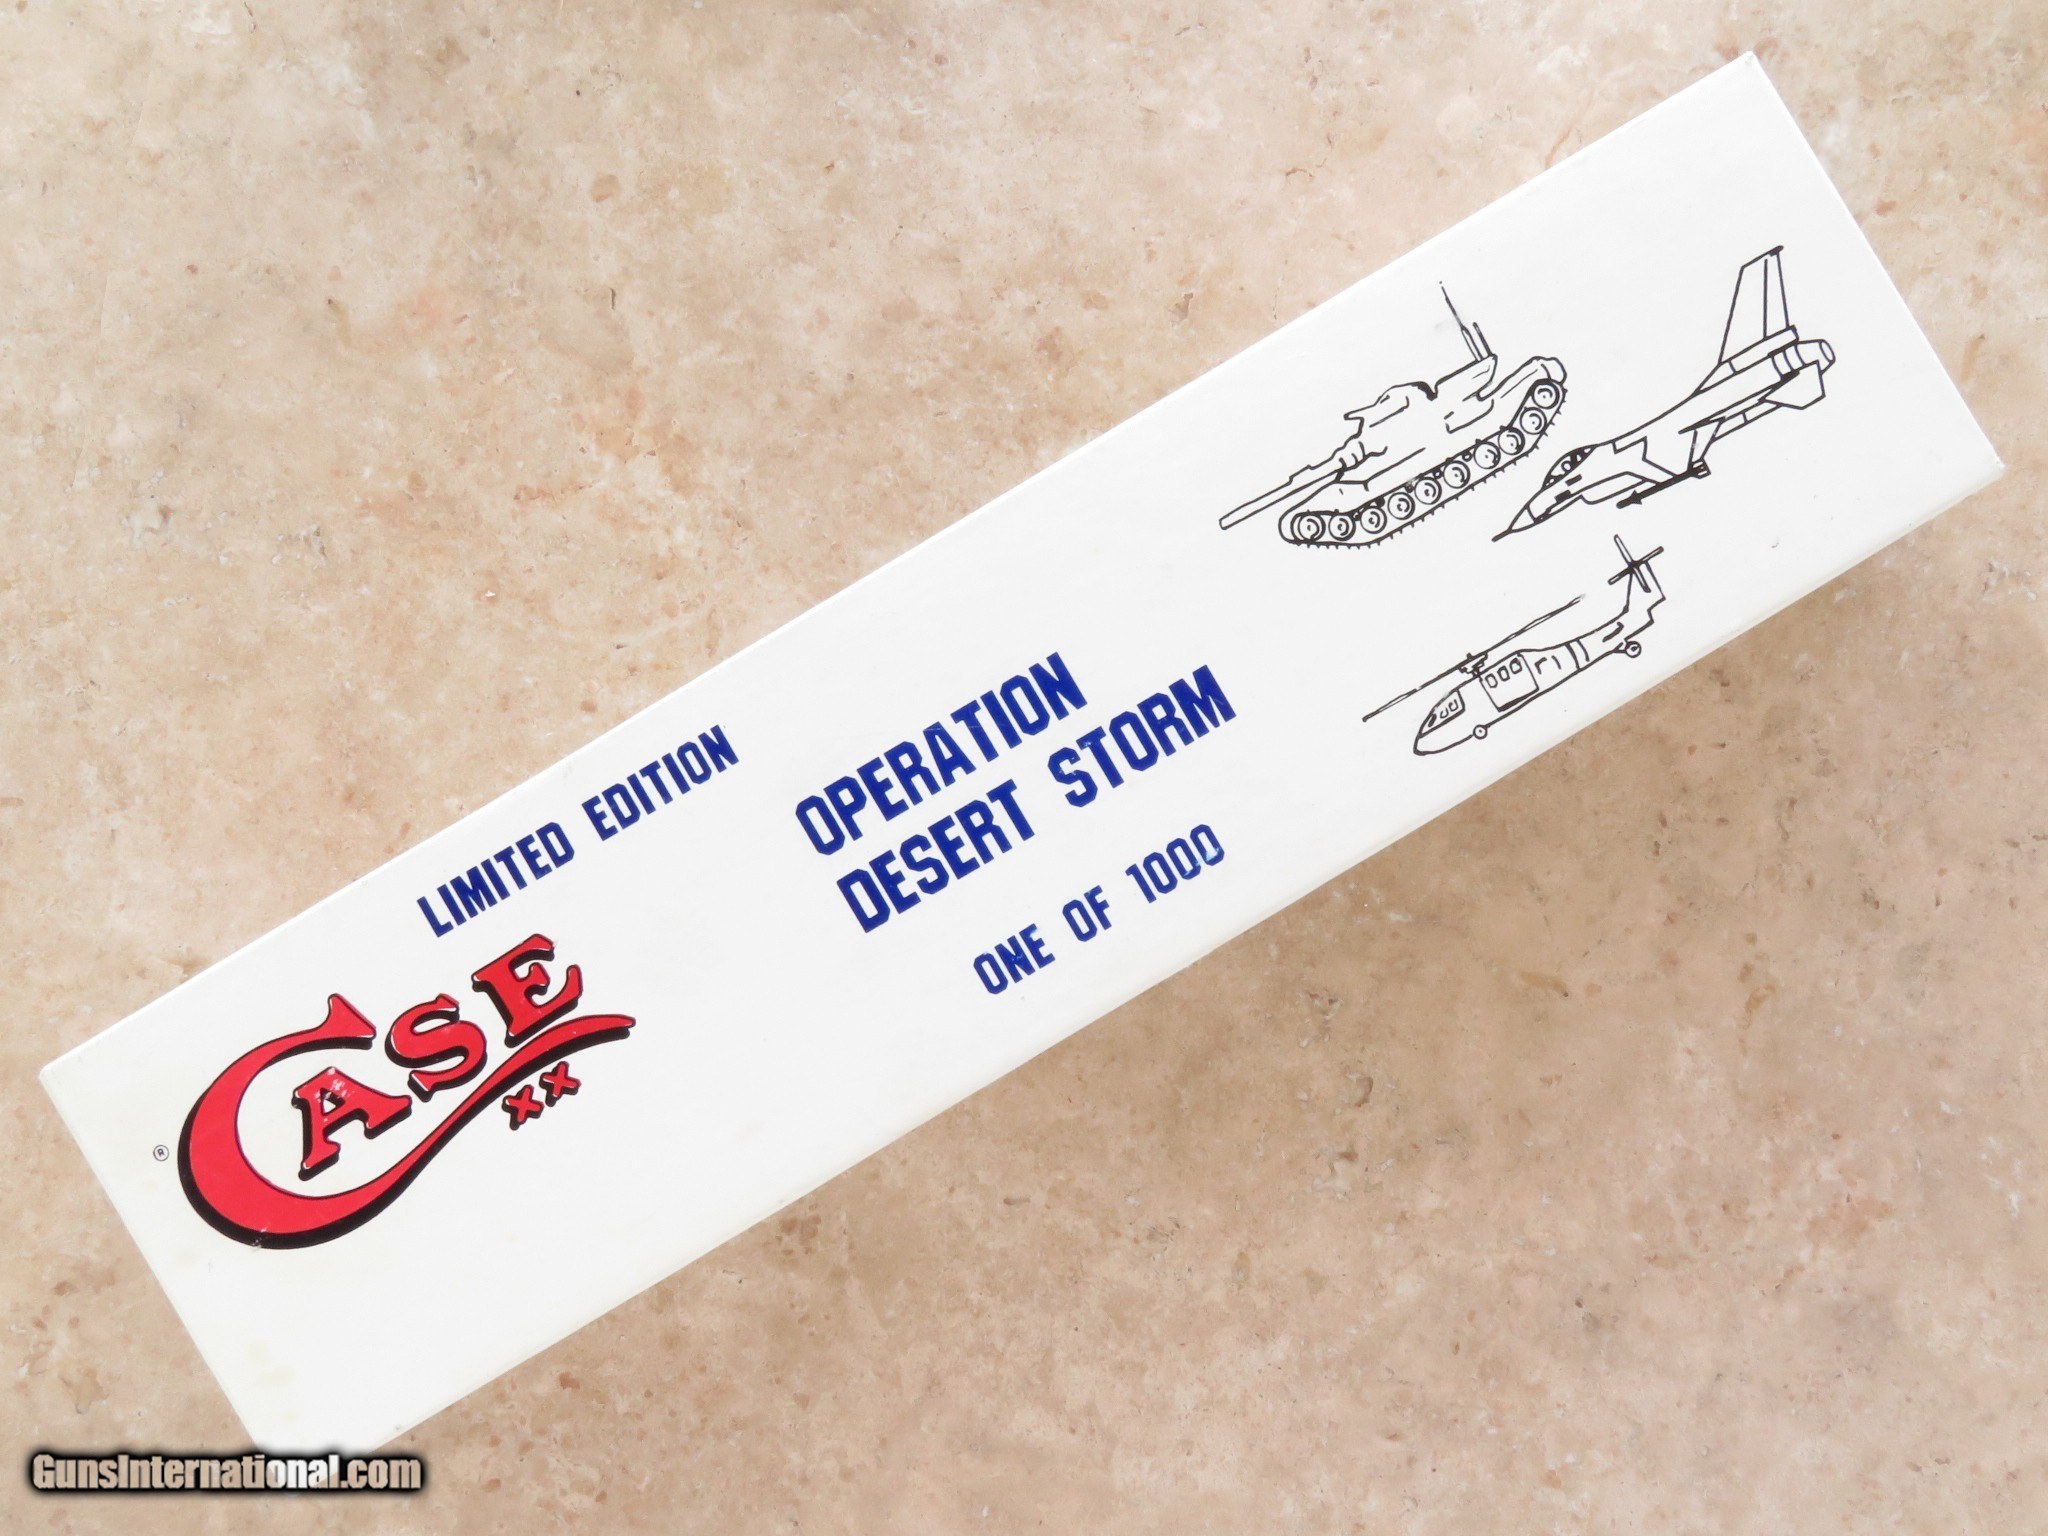 LIMITED EDITION
CASE
XX
®
OPERATION
DESERT STORM
ONE OF 1000
GunsInternational.com